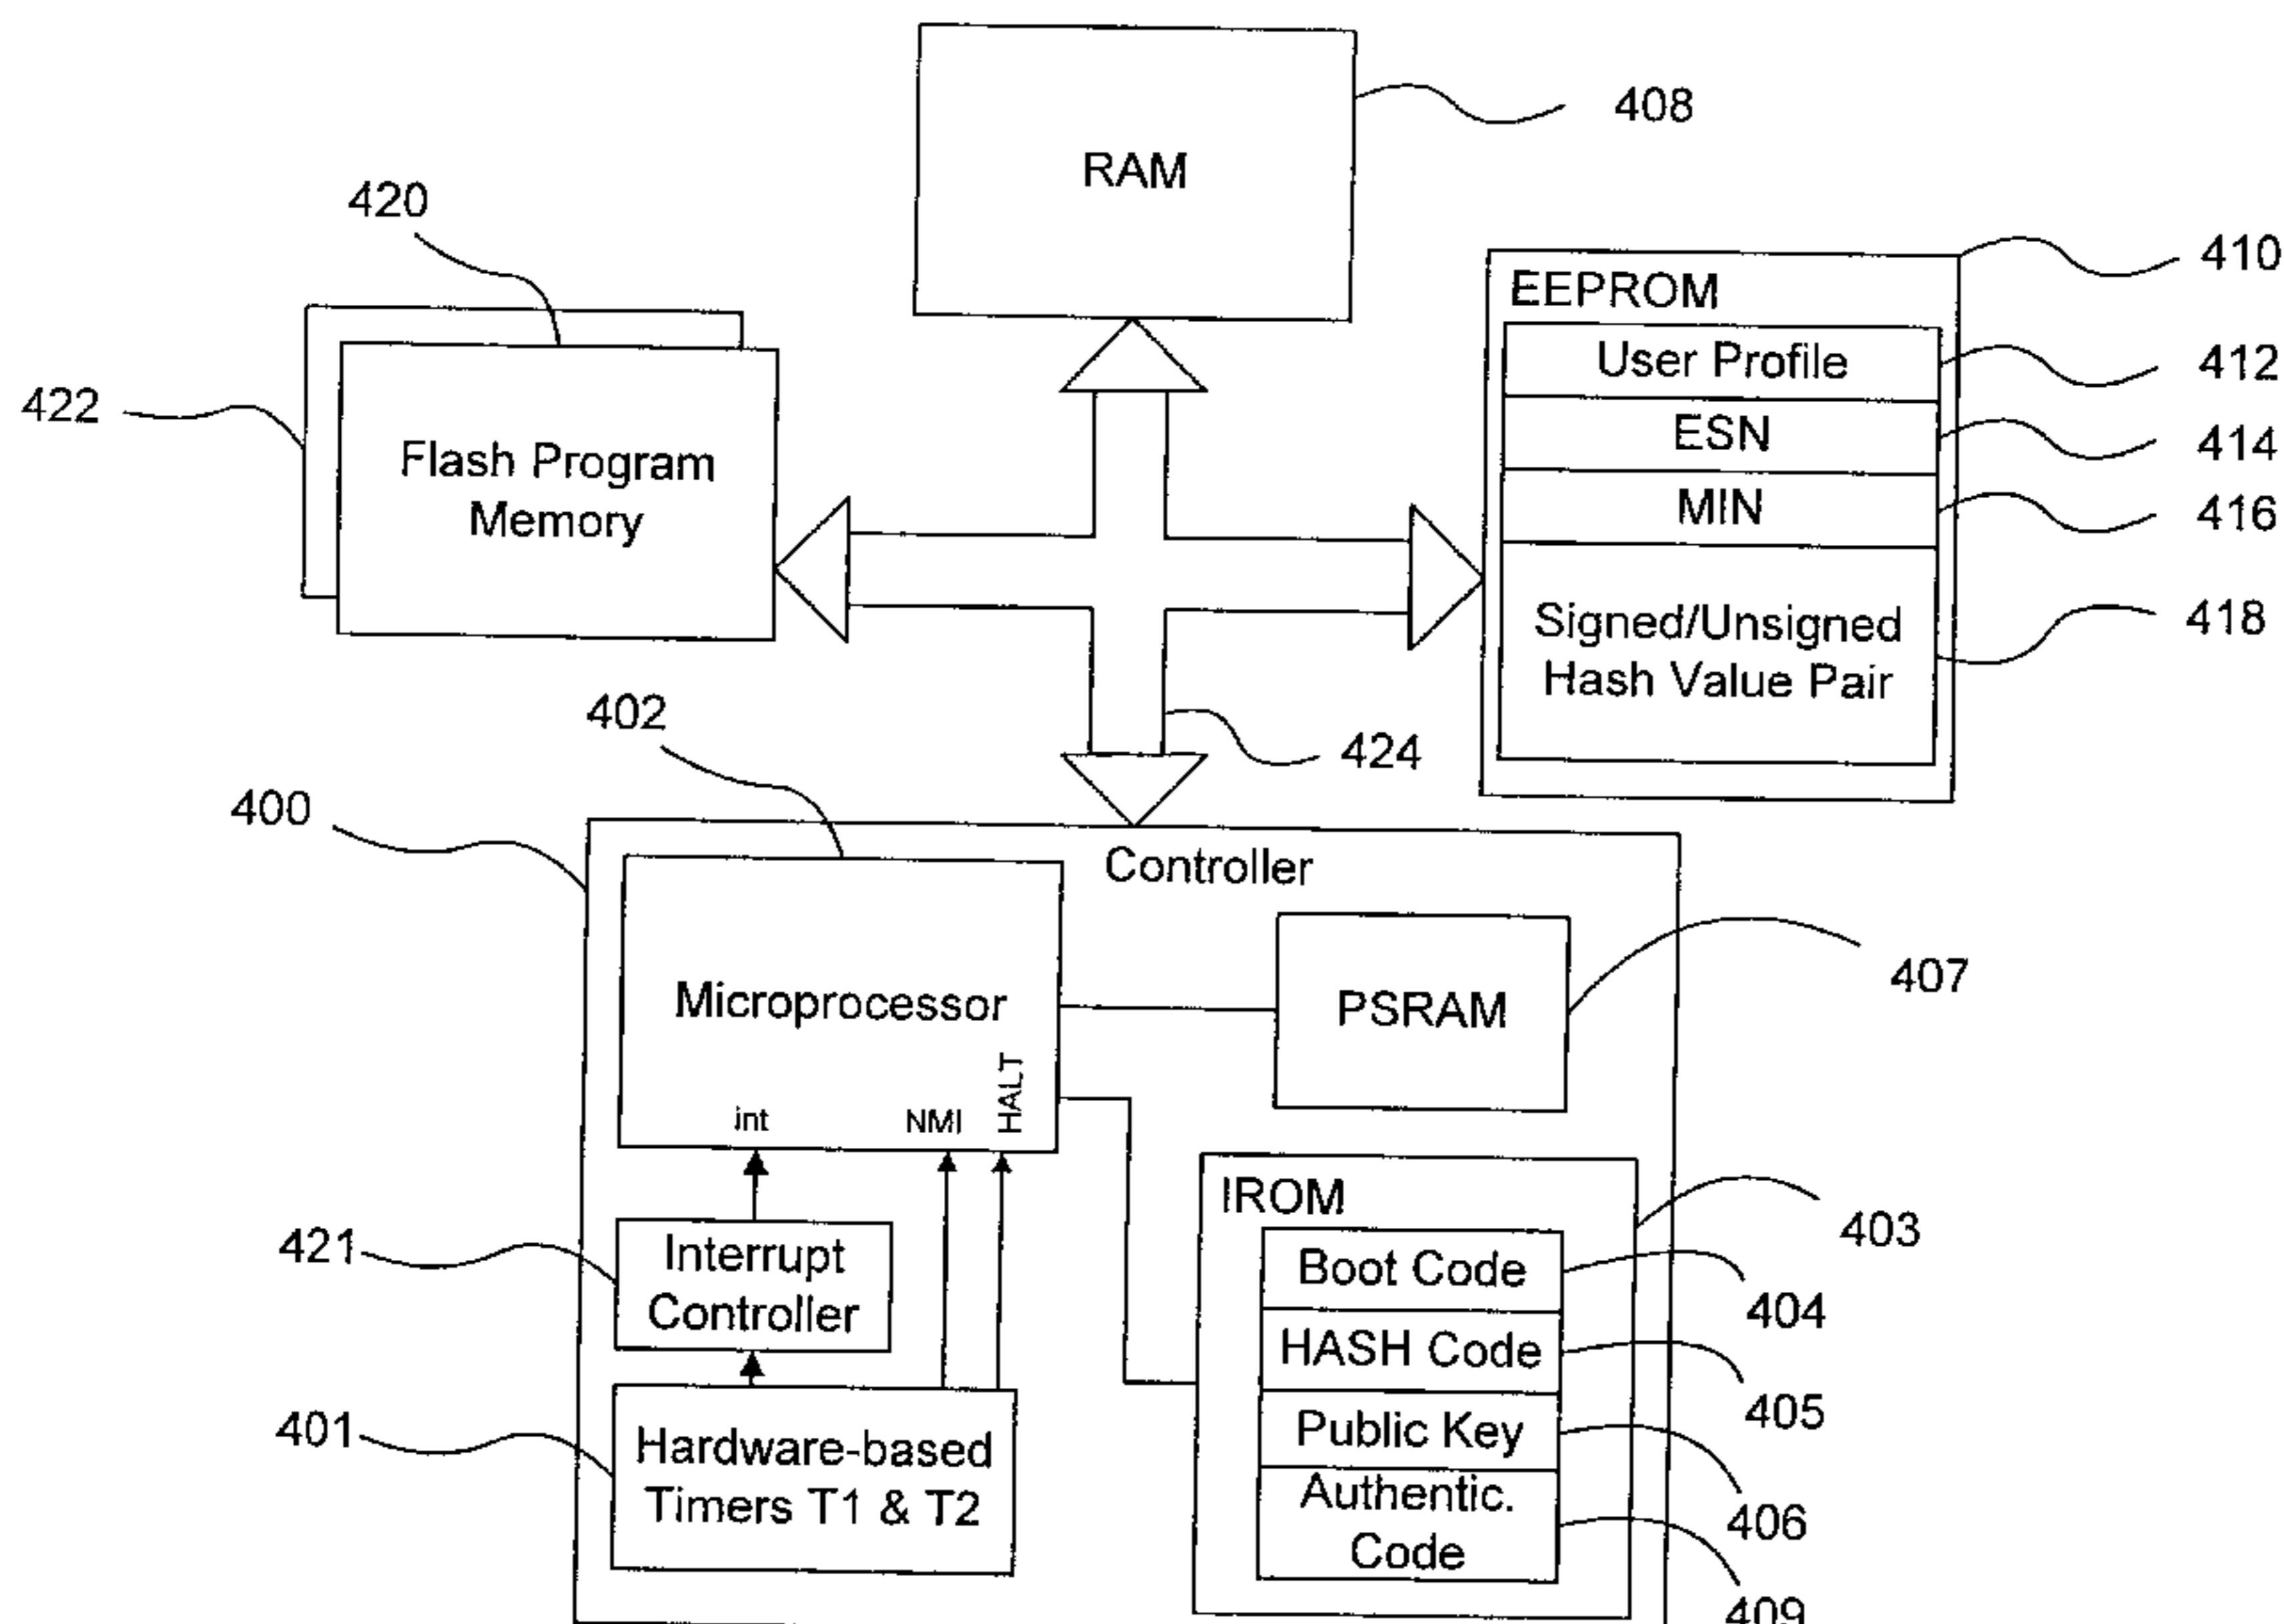 RAM
408
420
422
Flash Program
Memory
410
EEPROM
User Profile
412
ESN
414
MIN
416
Signed/Unsigned
Hash Value Pair
418
424
402
400
Controller
Microprocessor
int
NMI
HALT
PSRAM
407
421
Interrupt
Controller
401
Hardware-based
Timers T1 & T2
IROM
403
Boot Code
404
HASH Code
405
Public Key
406
Authentic.
Code
409